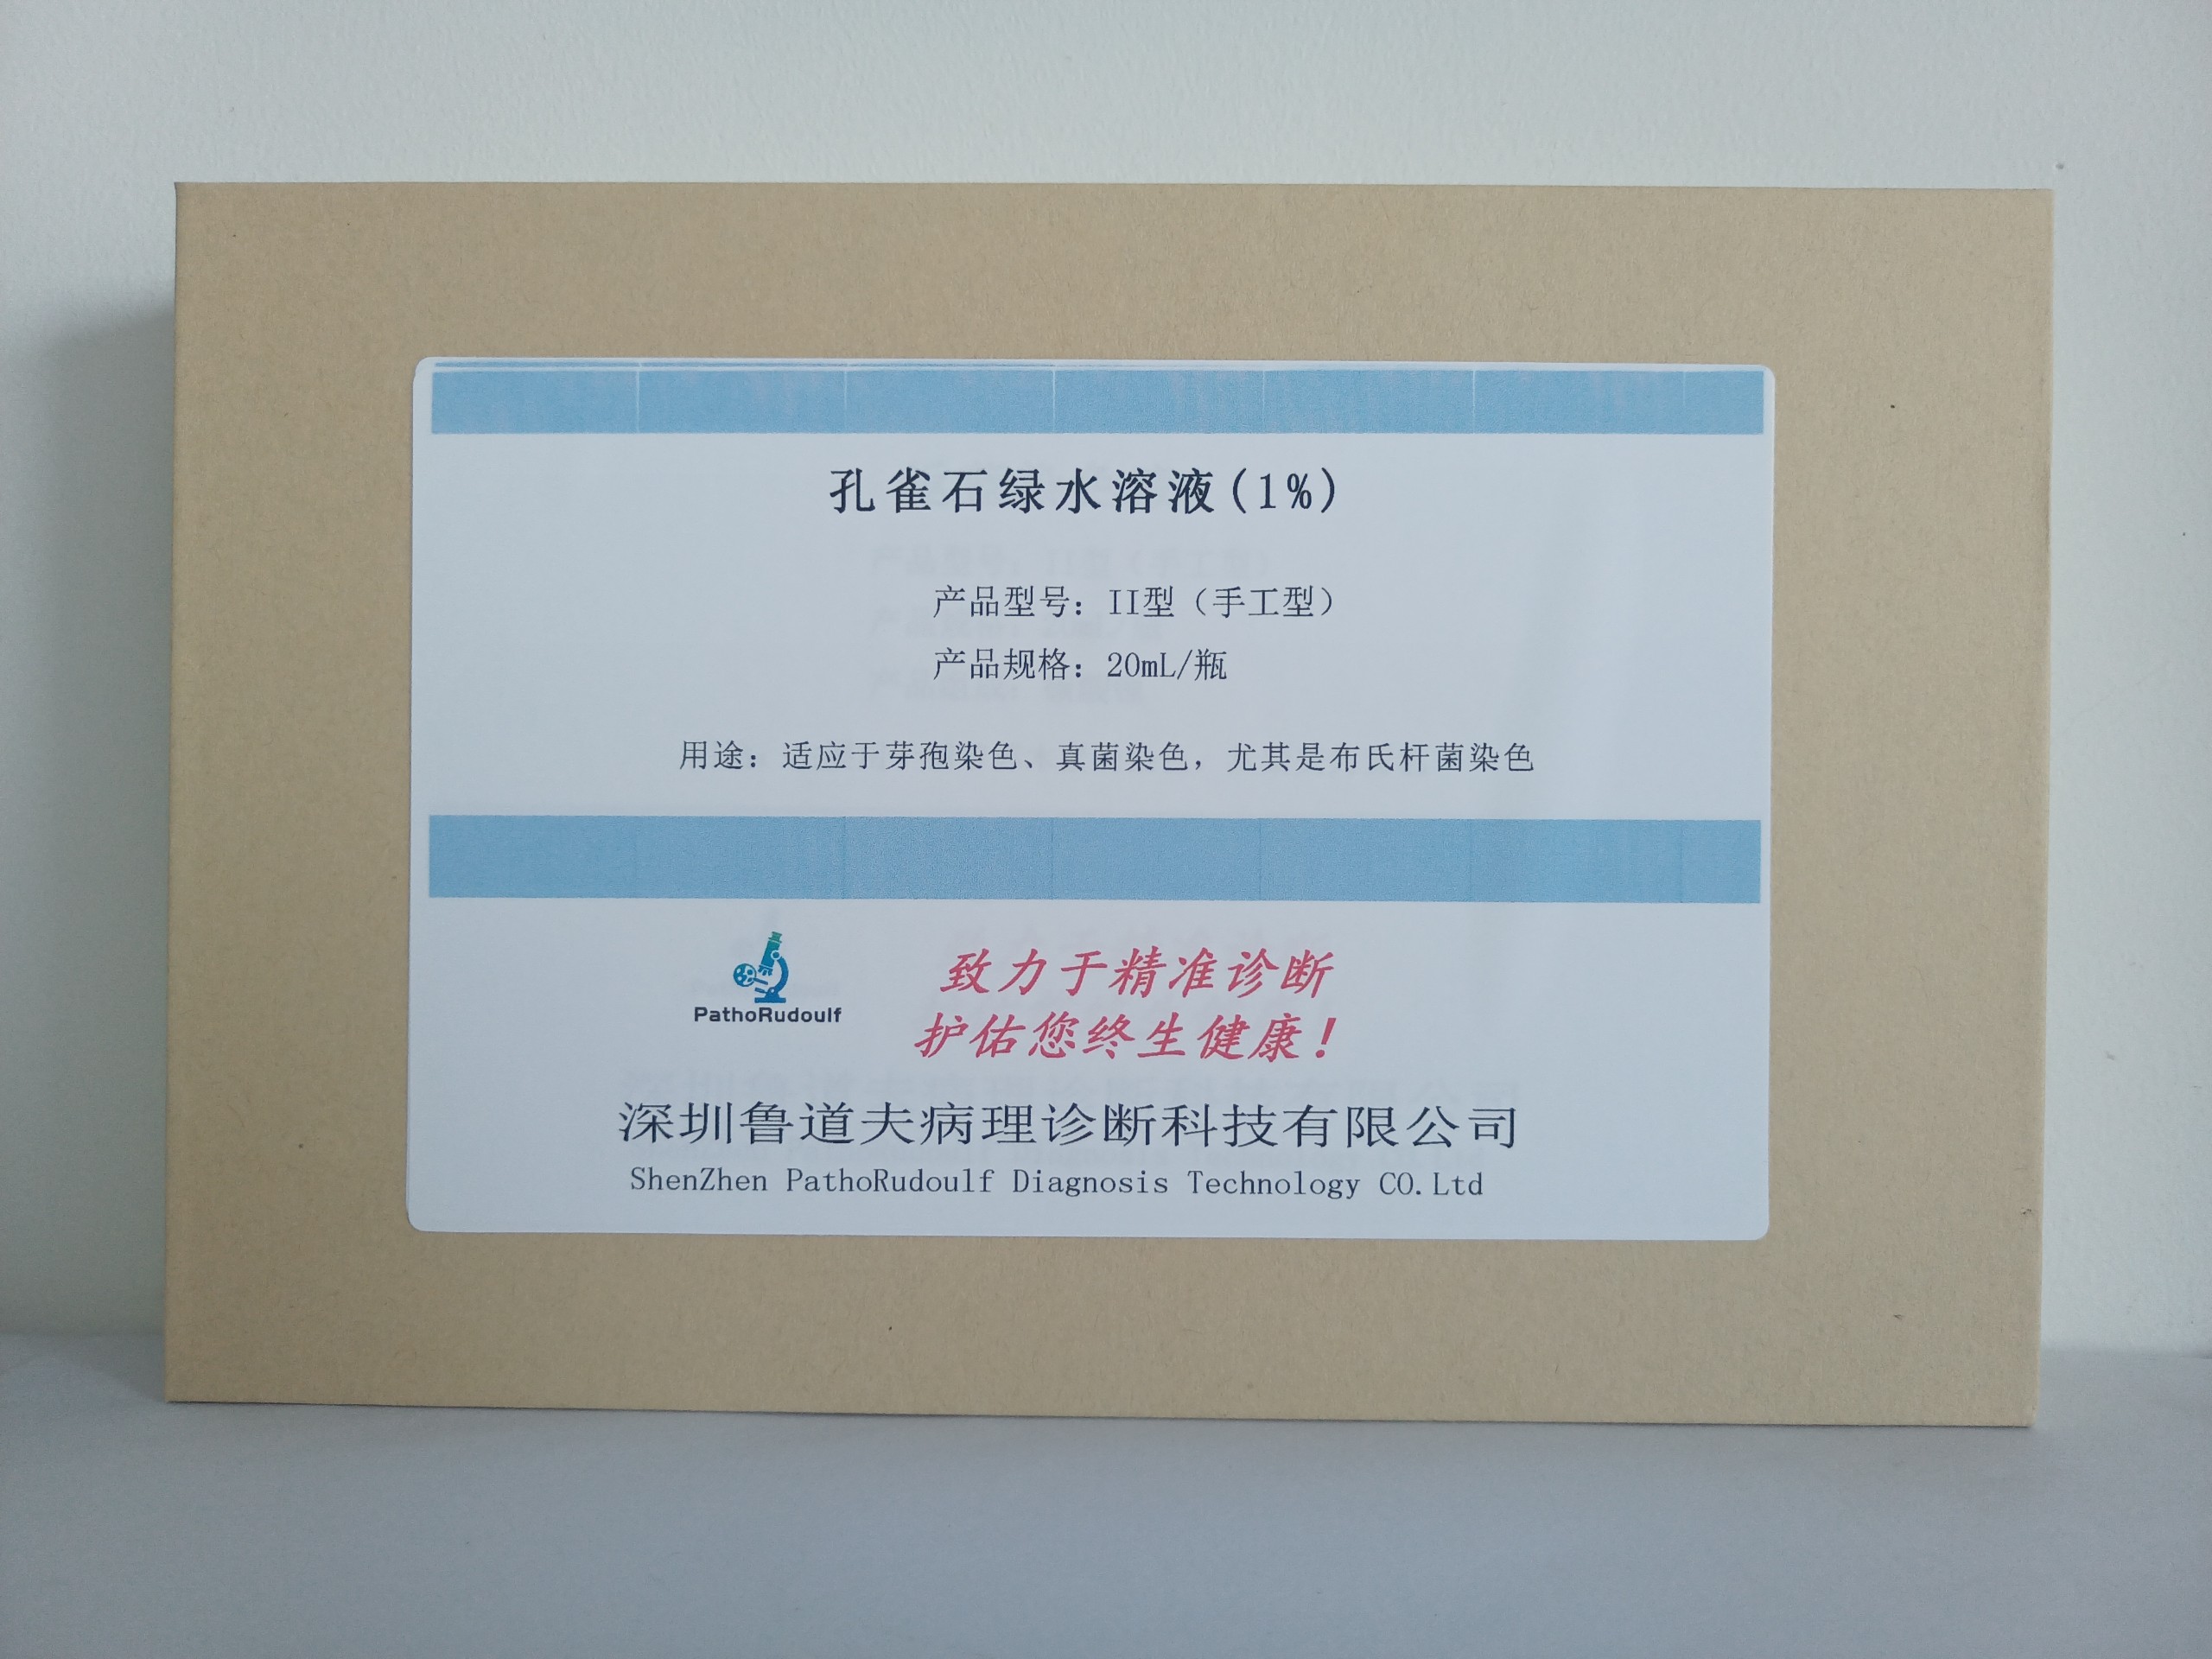 孔雀石绿水溶液(1%)
产品型号：II型（手工型）
产品规格：20mL/瓶
用途：适应于芽孢染色、真菌染色，尤其是布氏杆菌染色
PathoRudoulf
致力于精准诊断
护佑您终生健康！
深圳鲁道夫病理诊断科技有限公司
ShenZhen PathoRudoulf Diagnosis Technology CO.Ltd